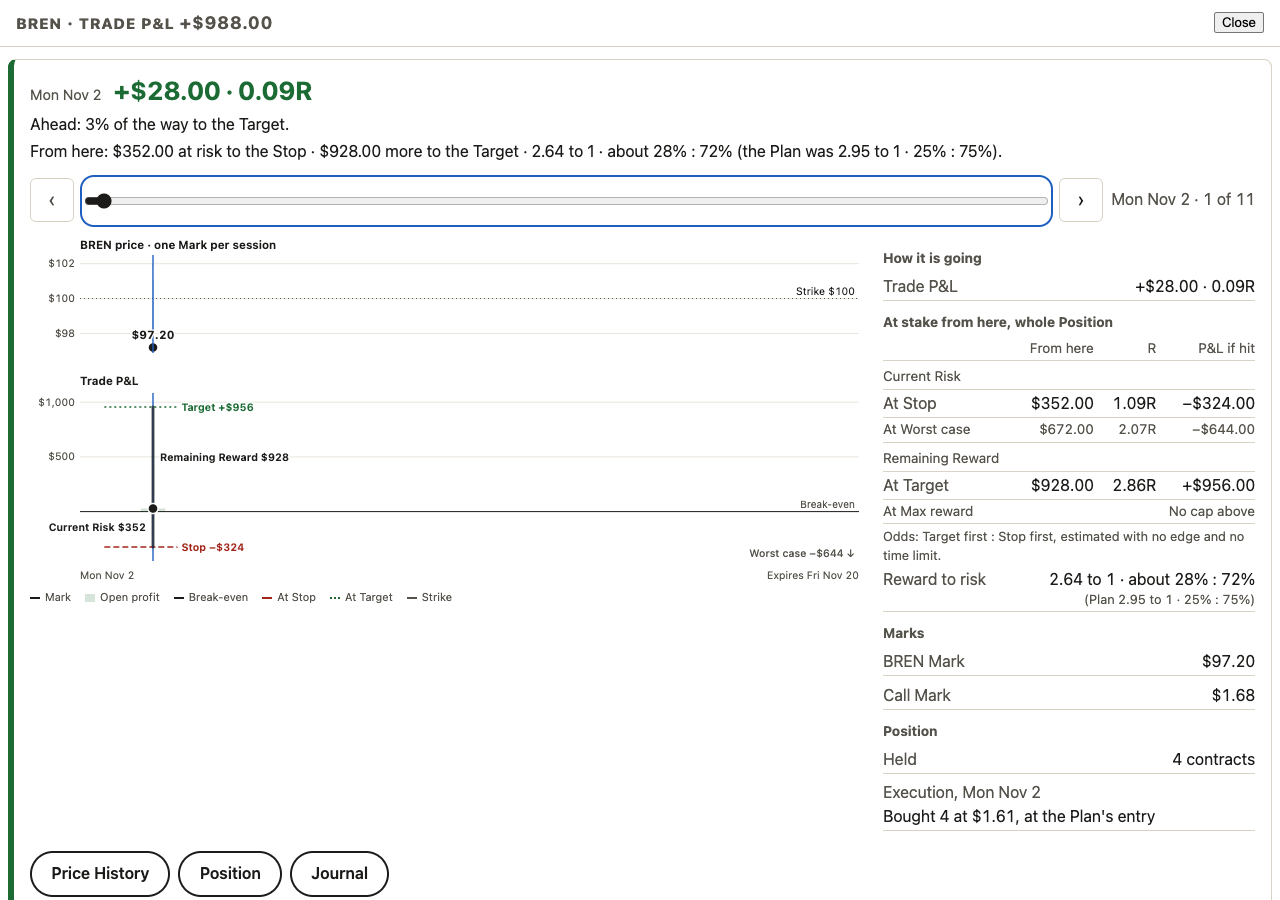 BREN · TRADE P&L +$988.00
Close
Mon Nov 2 +$28.00 · 0.09R
Ahead: 3% of the way to the Target.
From here: $352.00 at risk to the Stop · $928.00 more to the Target · 2.64 to 1 · about 28% : 72% (the Plan was 2.95 to 1 · 25% : 75%).
‹
›
Mon Nov 2 · 1 of 11
BREN price · one Mark per session
$102
$100
Strike $100
$98
$97.20
Trade P&L
$1,000
Target +$956
$500
Remaining Reward $928
Break-even
Current Risk $352
Stop −$324
Worst case −$644 ↓
Mon Nov 2
Expires Fri Nov 20
Mark Open profit Break-even At Stop At Target Strike
How it is going
Trade P&L +$28.00 · 0.09R
At stake from here, whole Position
From here R P&L if hit
Current Risk
At Stop $352.00 1.09R −$324.00
At Worst case $672.00 2.07R −$644.00
Remaining Reward
At Target $928.00 2.86R +$956.00
At Max reward No cap above
Odds: Target first : Stop first, estimated with no edge and no
time limit.
Reward to risk 2.64 to 1 · about 28% : 72%
(Plan 2.95 to 1 · 25% : 75%)
Marks
BREN Mark $97.20
Call Mark $1.68
Position
Held 4 contracts
Execution, Mon Nov 2
Bought 4 at $1.61, at the Plan's entry
Price History
Position
Journal